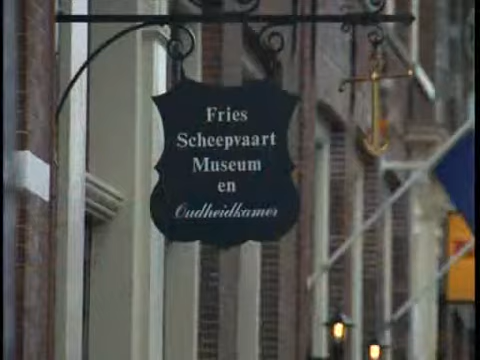 Fries
Scheepvaart
Museum
en
Oudheidkamer